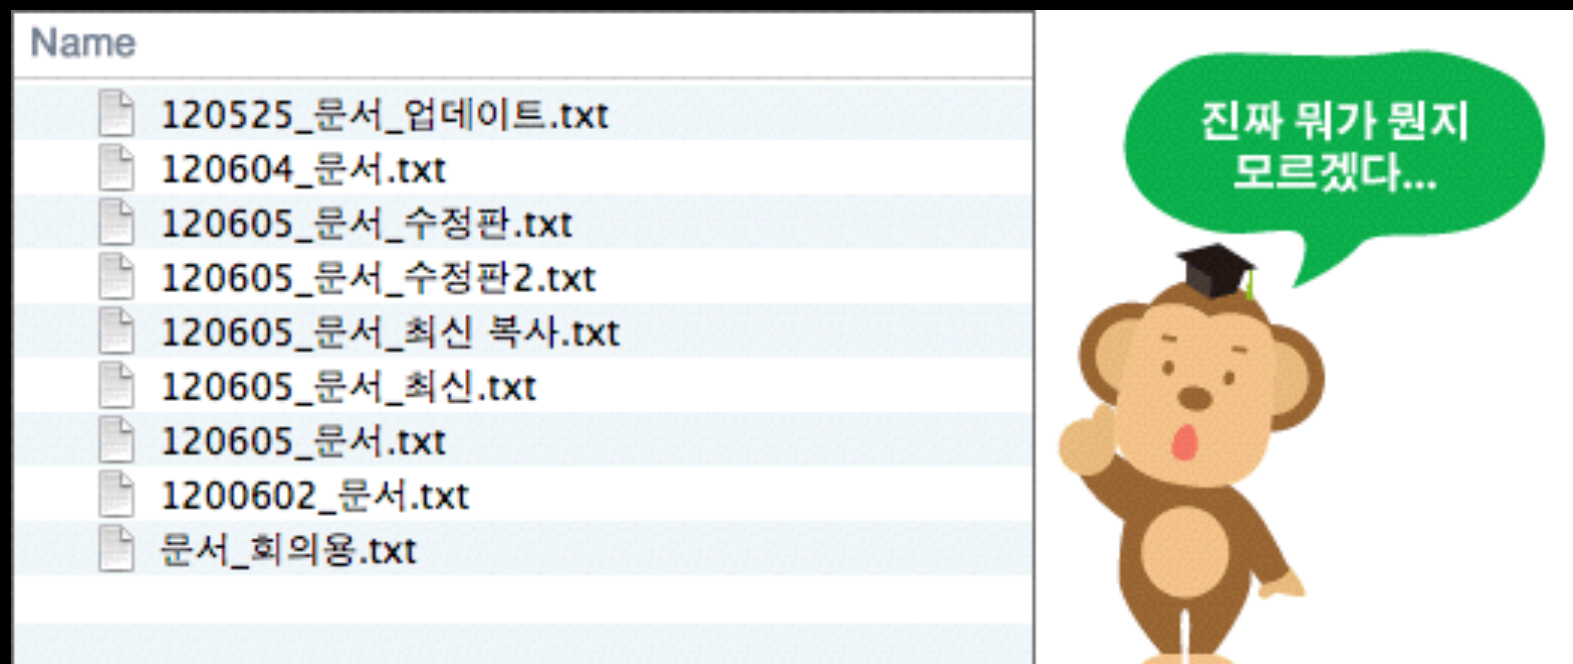 Name
120525_문서_업데이트.txt
120604_문서.txt
120605_문서_수정판.txt
120605_문서_수정판2.txt
120605_문서_최신 복사.txt
120605_문서_최신.txt
120605_문서.txt
1200602_문서.txt
문서_회의용.txt
진짜 뭐가 뭔지
모르겠다...